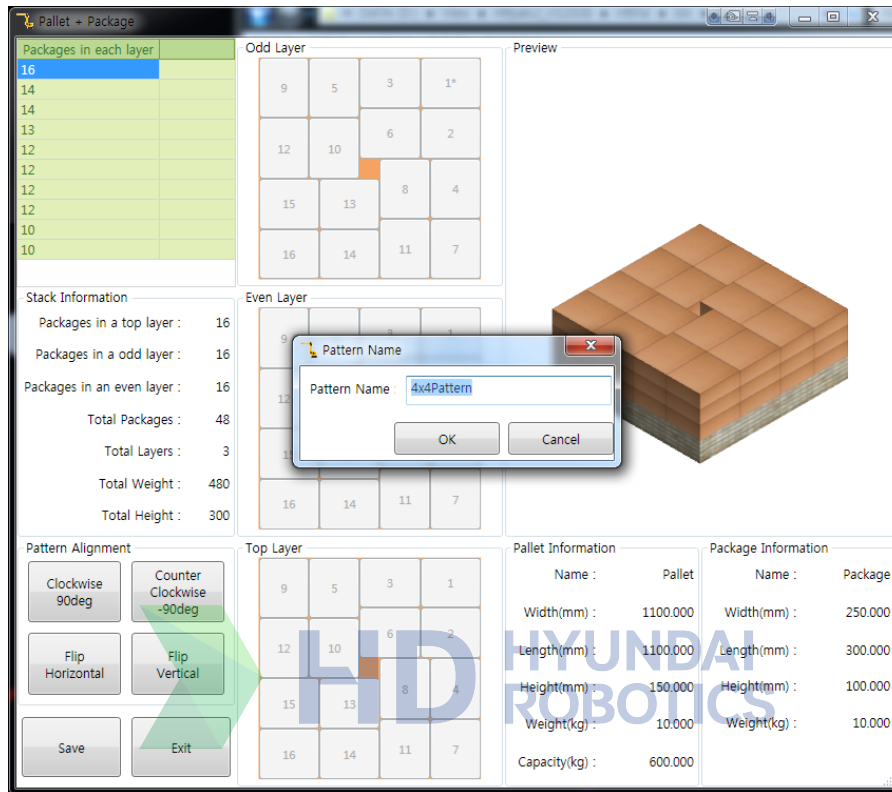 Pallet + Package
Packages in each layer
16
14
14
13
12
12
12
12
10
10
Odd Layer
9 5 3 1*
12 10 6 2
15 13 8 4
16 14 11 7
Preview
Stack Information
Packages in a top layer : 16
Packages in a odd layer : 16
Packages in an even layer : 16
Total Packages : 48
Total Layers : 3
Total Weight : 480
Total Height : 300
Even Layer
9
3
1
12
15
16 14 11 7
Pattern Name
Pattern Name : 4x4Pattern
OK Cancel
Pattern Alignment
Clockwise
90deg
Counter
Clockwise
-90deg
Flip
Horizontal
Flip
Vertical
Save
Exit
Top Layer
9 5 3 1
12 10 6 2
15 13 8 4
16 14 11 7
Pallet Information
Name : Pallet
Width(mm) : 1100.000
Length(mm) : 1100.000
Height(mm) : 150.000
Weight(kg) : 10.000
Capacity(kg) : 600.000
Package Information
Name : Package
Width(mm) : 250.000
Length(mm) : 300.000
Height(mm) : 100.000
Weight(kg) : 10.000
HD HYUNDAI
ROBOTICS